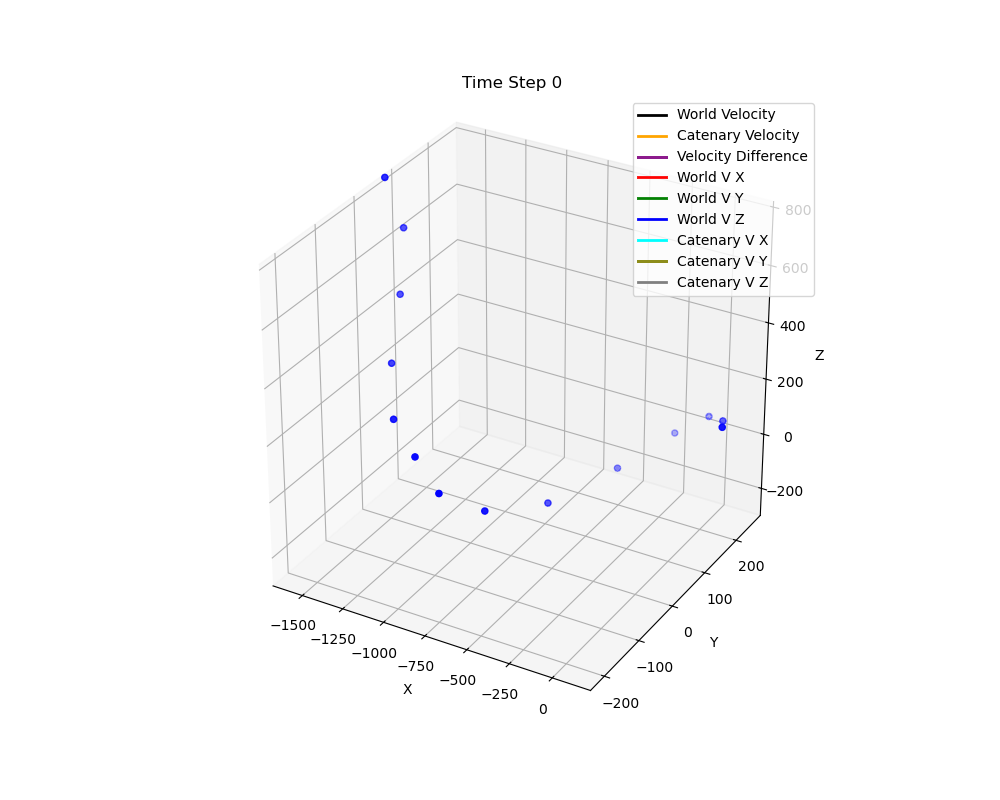 Time Step 0
World Velocity
Catenary Velocity
Velocity Difference
World V X
World V Y
World V Z
Catenary V X
Catenary V Y
Catenary V Z
800
600
400
200
0
−200
Z
200
100
0
−100
−200
Y
−1500
−1250
−1000
−750
−500
−250
0
X